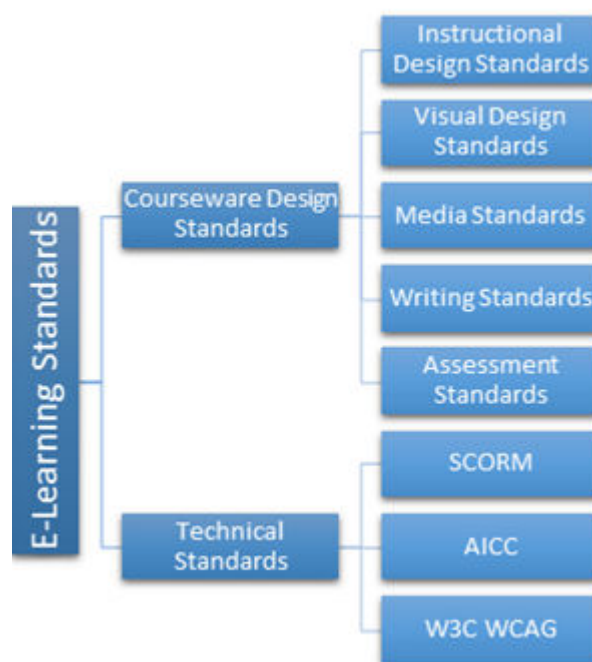 E-Learning Standards
Courseware Design
Standards
Instructional
Design Standards
Visual Design
Standards
Media Standards
Writing Standards
Assessment
Standards
Technical
Standards
SCORM
AICC
W3C WCAG